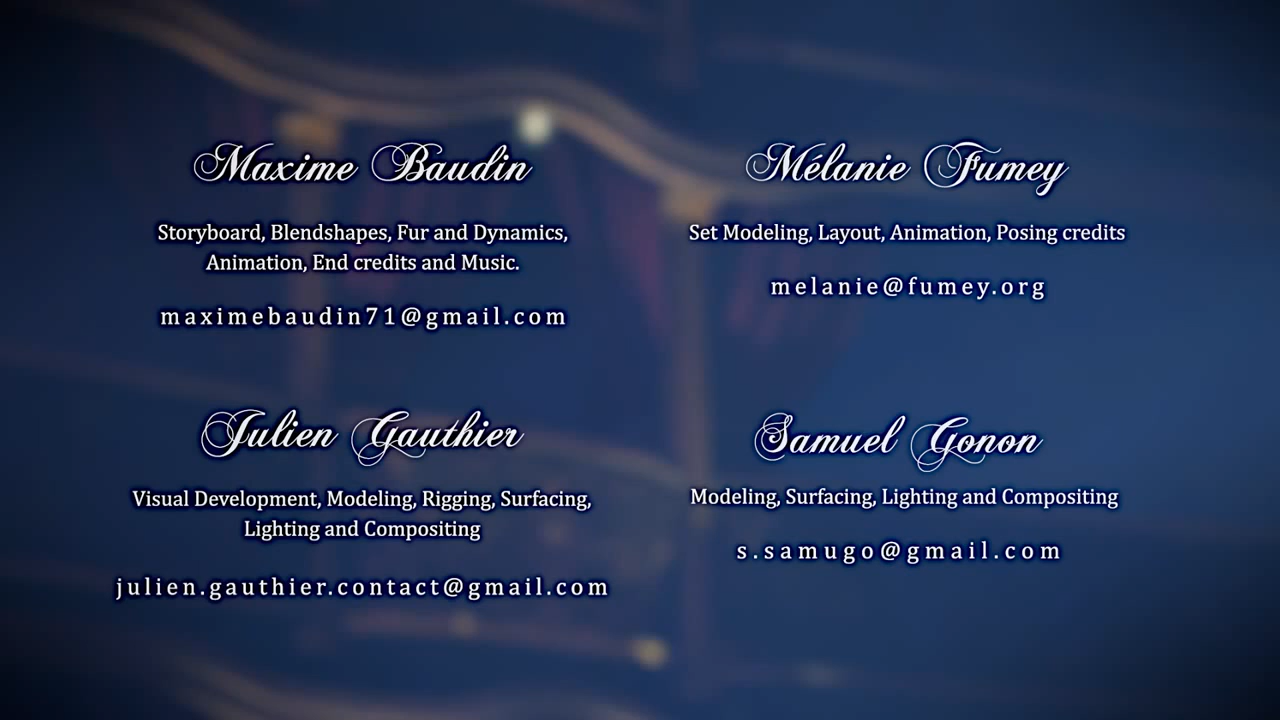 Maxime Baudin
Storyboard, Blendshapes, Fur and Dynamics,
Animation, End credits and Music.
maximebaudin71@gmail.com
Mélanie Fumey
Set Modeling, Layout, Animation, Posing credits
melanie@fumey.org
Julien Gauthier
Visual Development, Modeling, Rigging, Surfacing,
Lighting and Compositing
julien.gauthier.contact@gmail.com
Samuel Gonon
Modeling, Surfacing, Lighting and Compositing
s.samugo@gmail.com